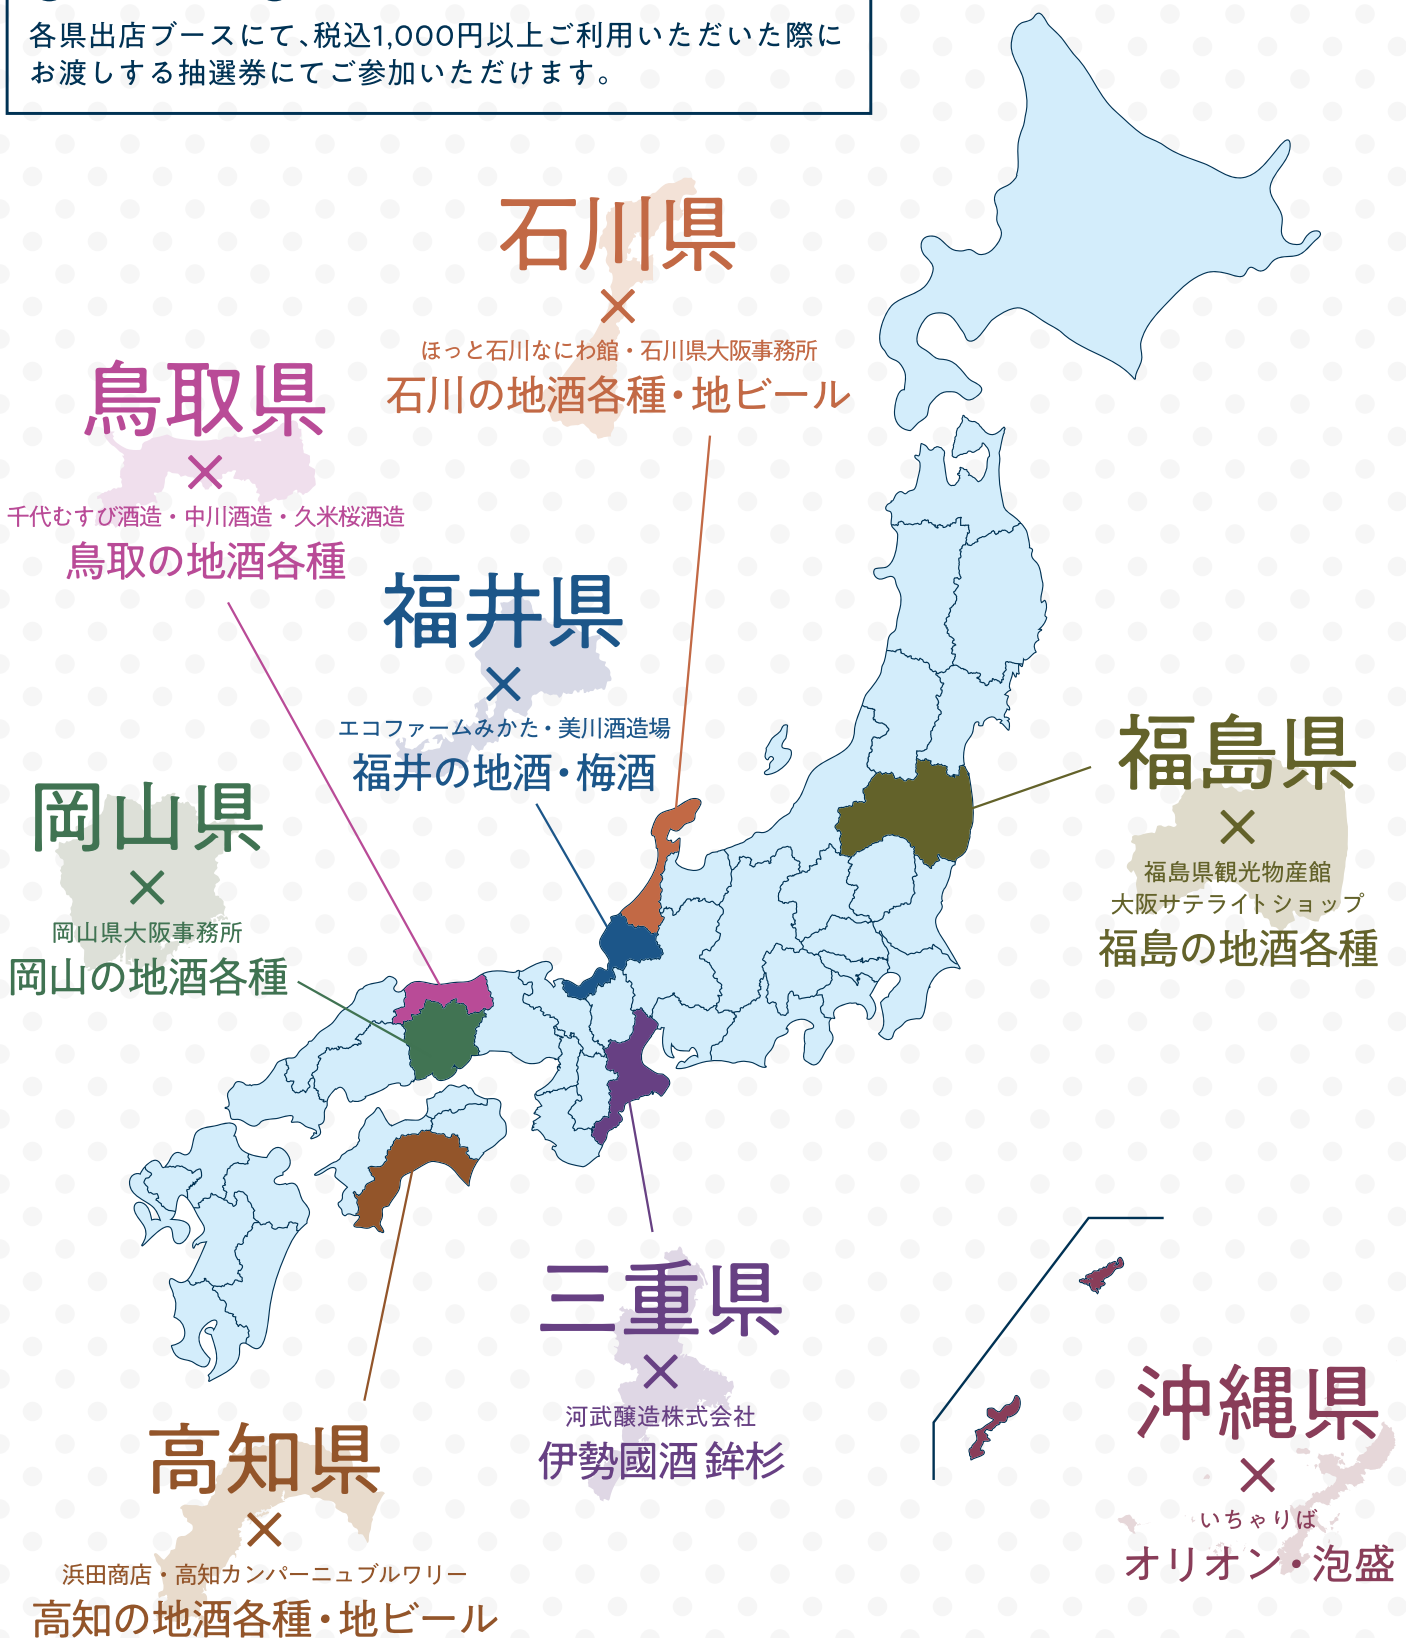 各県出店ブースにて、税込1,000円以上ご利用いただいた際に
お渡しする抽選券にてご参加いただけます。
石川県
×
ほっと石川なにわ館・石川県大阪事務所
石川の地酒各種・地ビール
鳥取県
×
千代むすび酒造・中川酒造・久米桜酒造
鳥取の地酒各種
福井県
×
エコファームみかた・美川酒造場
福井の地酒・梅酒
福島県
×
福島県観光物産館
大阪サテライトショップ
福島の地酒各種
岡山県
×
岡山県大阪事務所
岡山の地酒各種
三重県
×
河武醸造株式会社
伊勢國酒 鉾杉
沖縄県
×
いちゃりば
オリオン・泡盛
高知県
×
浜田商店・高知カンパーニュブルワリー
高知の地酒各種・地ビール